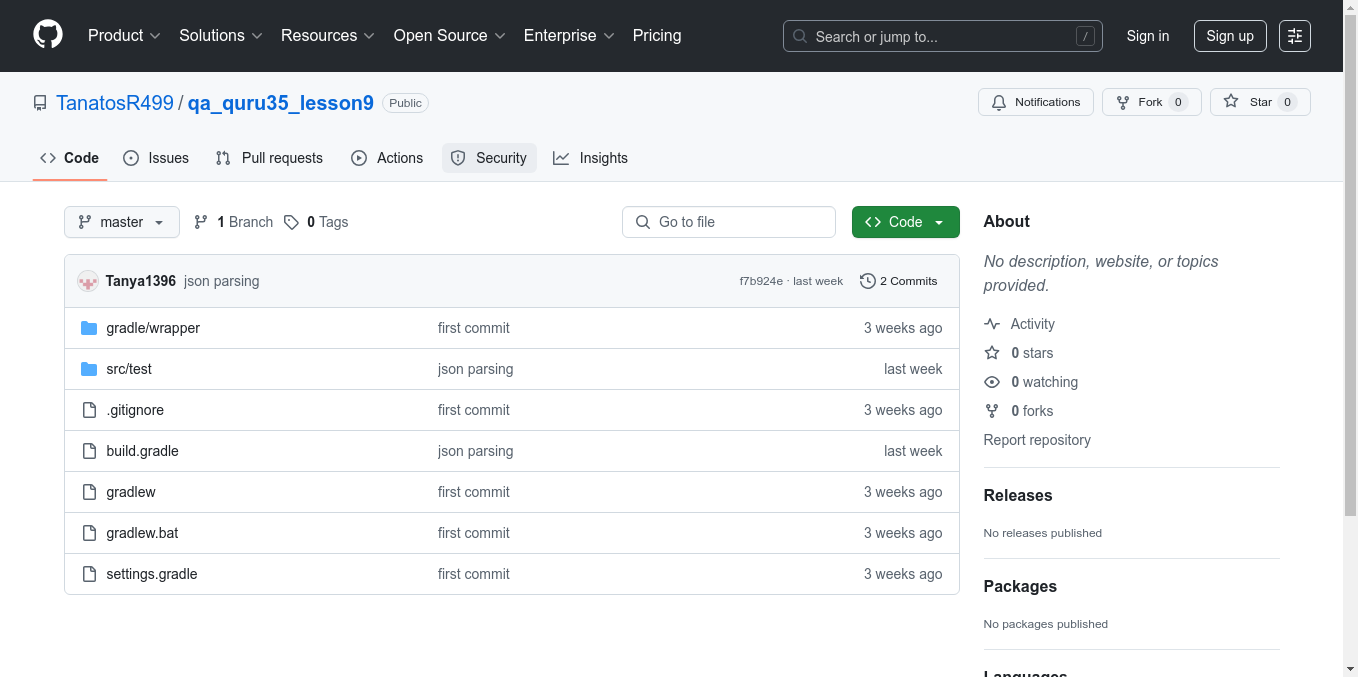 Product Solutions Resources Open Source Enterprise Pricing Search or jump to... / Sign in Sign up
TanatosR499 / qa_quru35_lesson9 Public Notifications Fork 0 Star 0
Code Issues Pull requests Actions Security Insights
master 1 Branch 0 Tags Go to file Code
Tanya1396 json parsing f7b924e · last week 2 Commits
gradle/wrapper first commit 3 weeks ago
src/test json parsing last week
.gitignore first commit 3 weeks ago
build.gradle json parsing last week
gradlew first commit 3 weeks ago
gradlew.bat first commit 3 weeks ago
settings.gradle first commit 3 weeks ago
About
No description, website, or topics
provided.
Activity
0 stars
0 watching
0 forks
Report repository
Releases
No releases published
Packages
No packages published
Languages